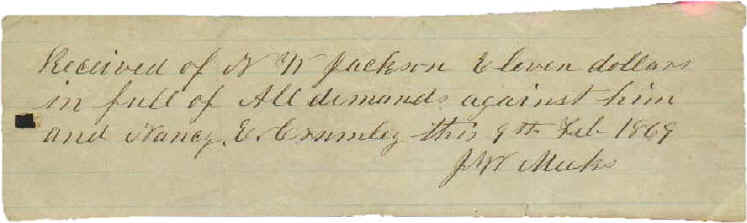 Received of N W Jackson Eleven dollars
in full of All demands against him
and Nancy E. Crumley this 9th Feb 1869
J W Meeks